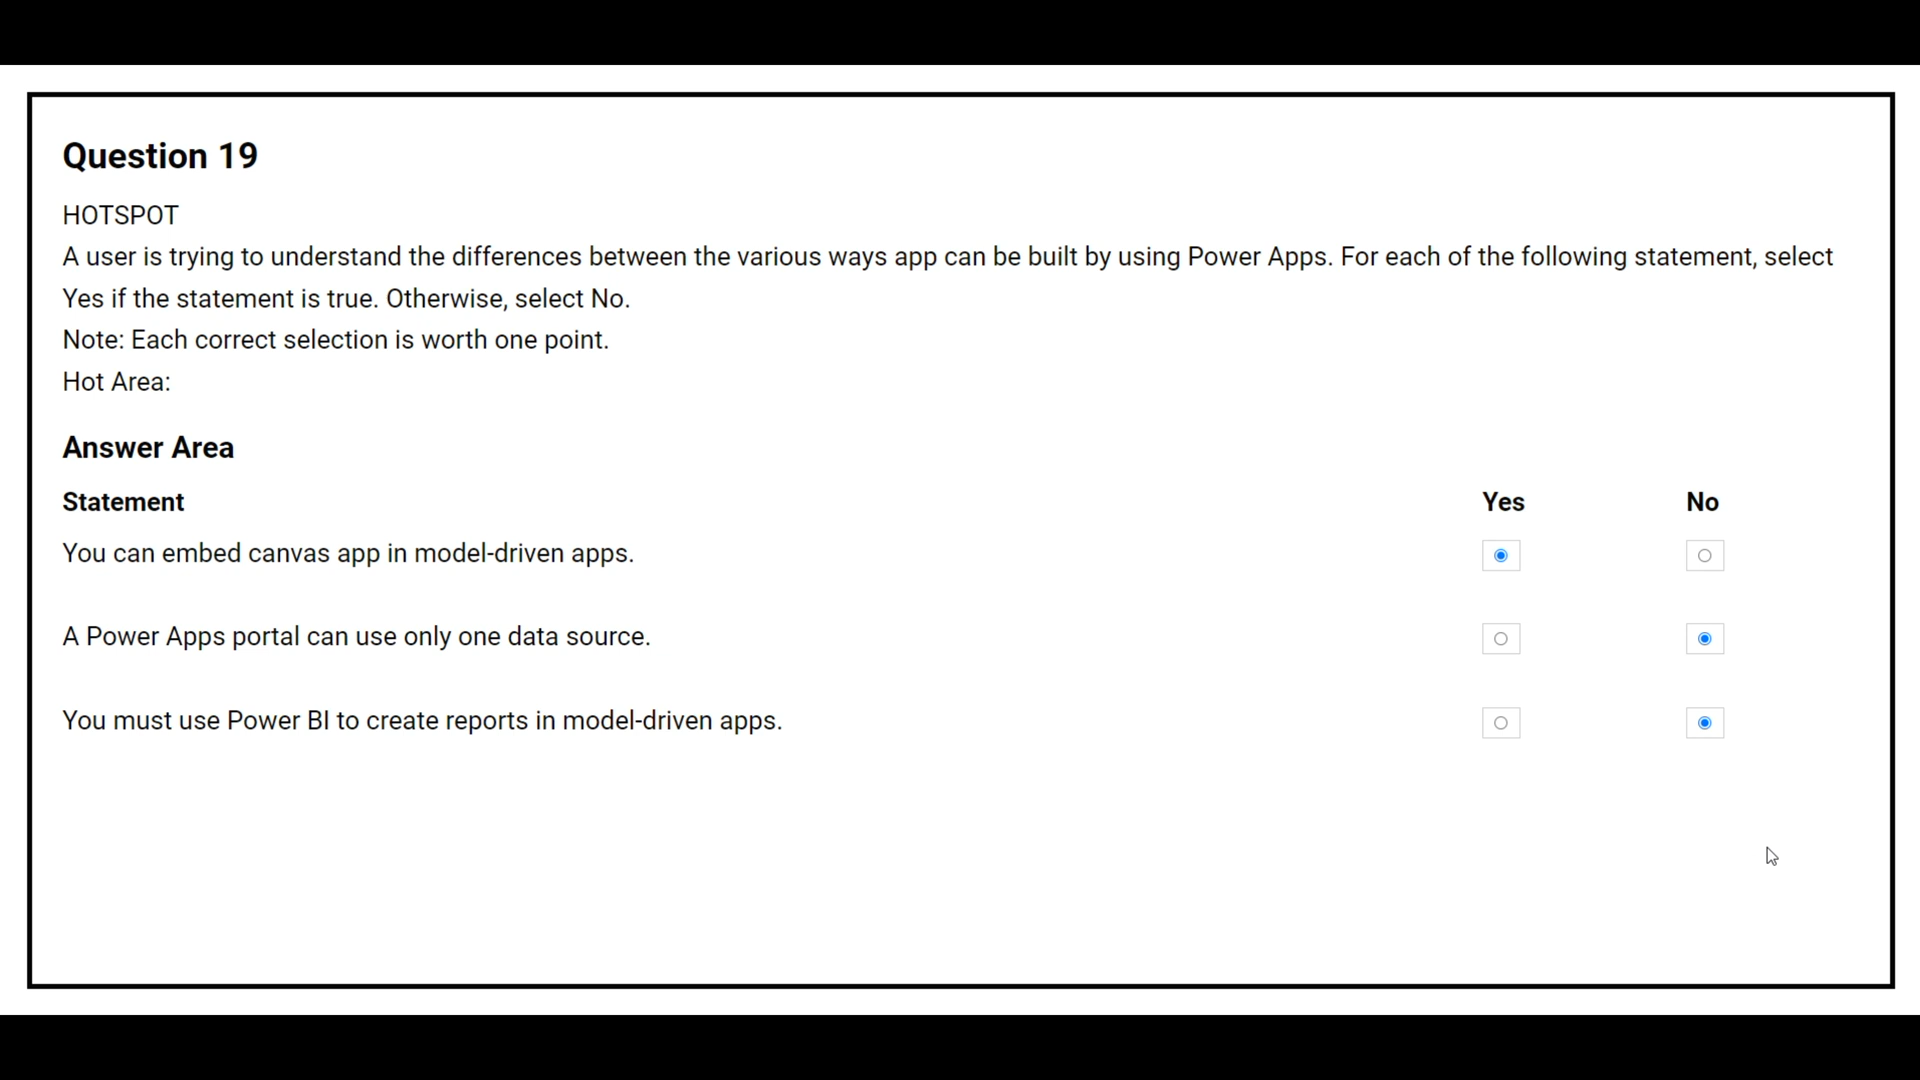 Question 19
HOTSPOT
A user is trying to understand the differences between the various ways app can be built by using Power Apps. For each of the following statement, select
Yes if the statement is true. Otherwise, select No.
Note: Each correct selection is worth one point.
Hot Area:
Answer Area
Statement Yes No
You can embed canvas app in model-driven apps.
A Power Apps portal can use only one data source.
You must use Power BI to create reports in model-driven apps.